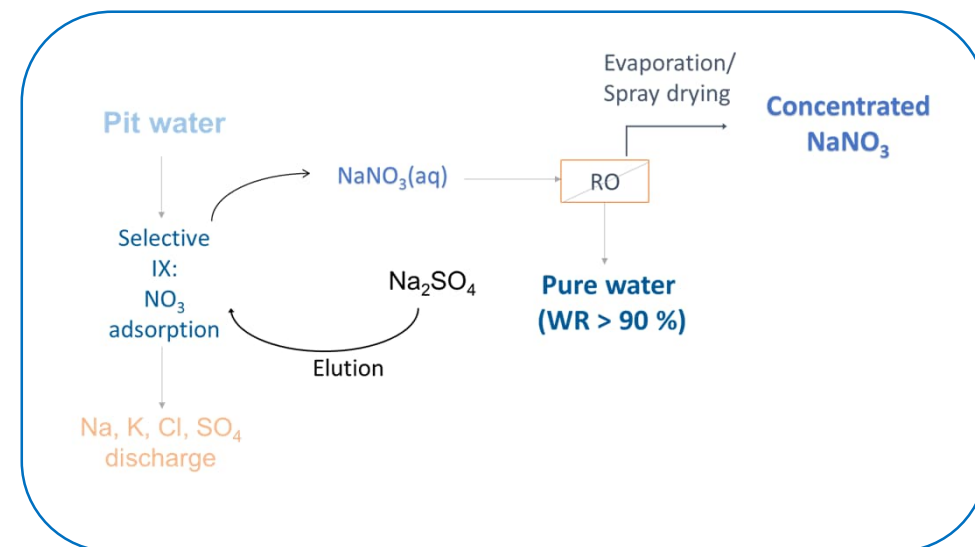 Pit water
Selective
IX:
NO₃
adsorption
Na, K, Cl, SO₄
discharge
NaNO₃(aq)
Na₂SO₄
Elution
RO
Evaporation/
Spray drying
Concentrated
NaNO₃
Pure water
(WR > 90 %)